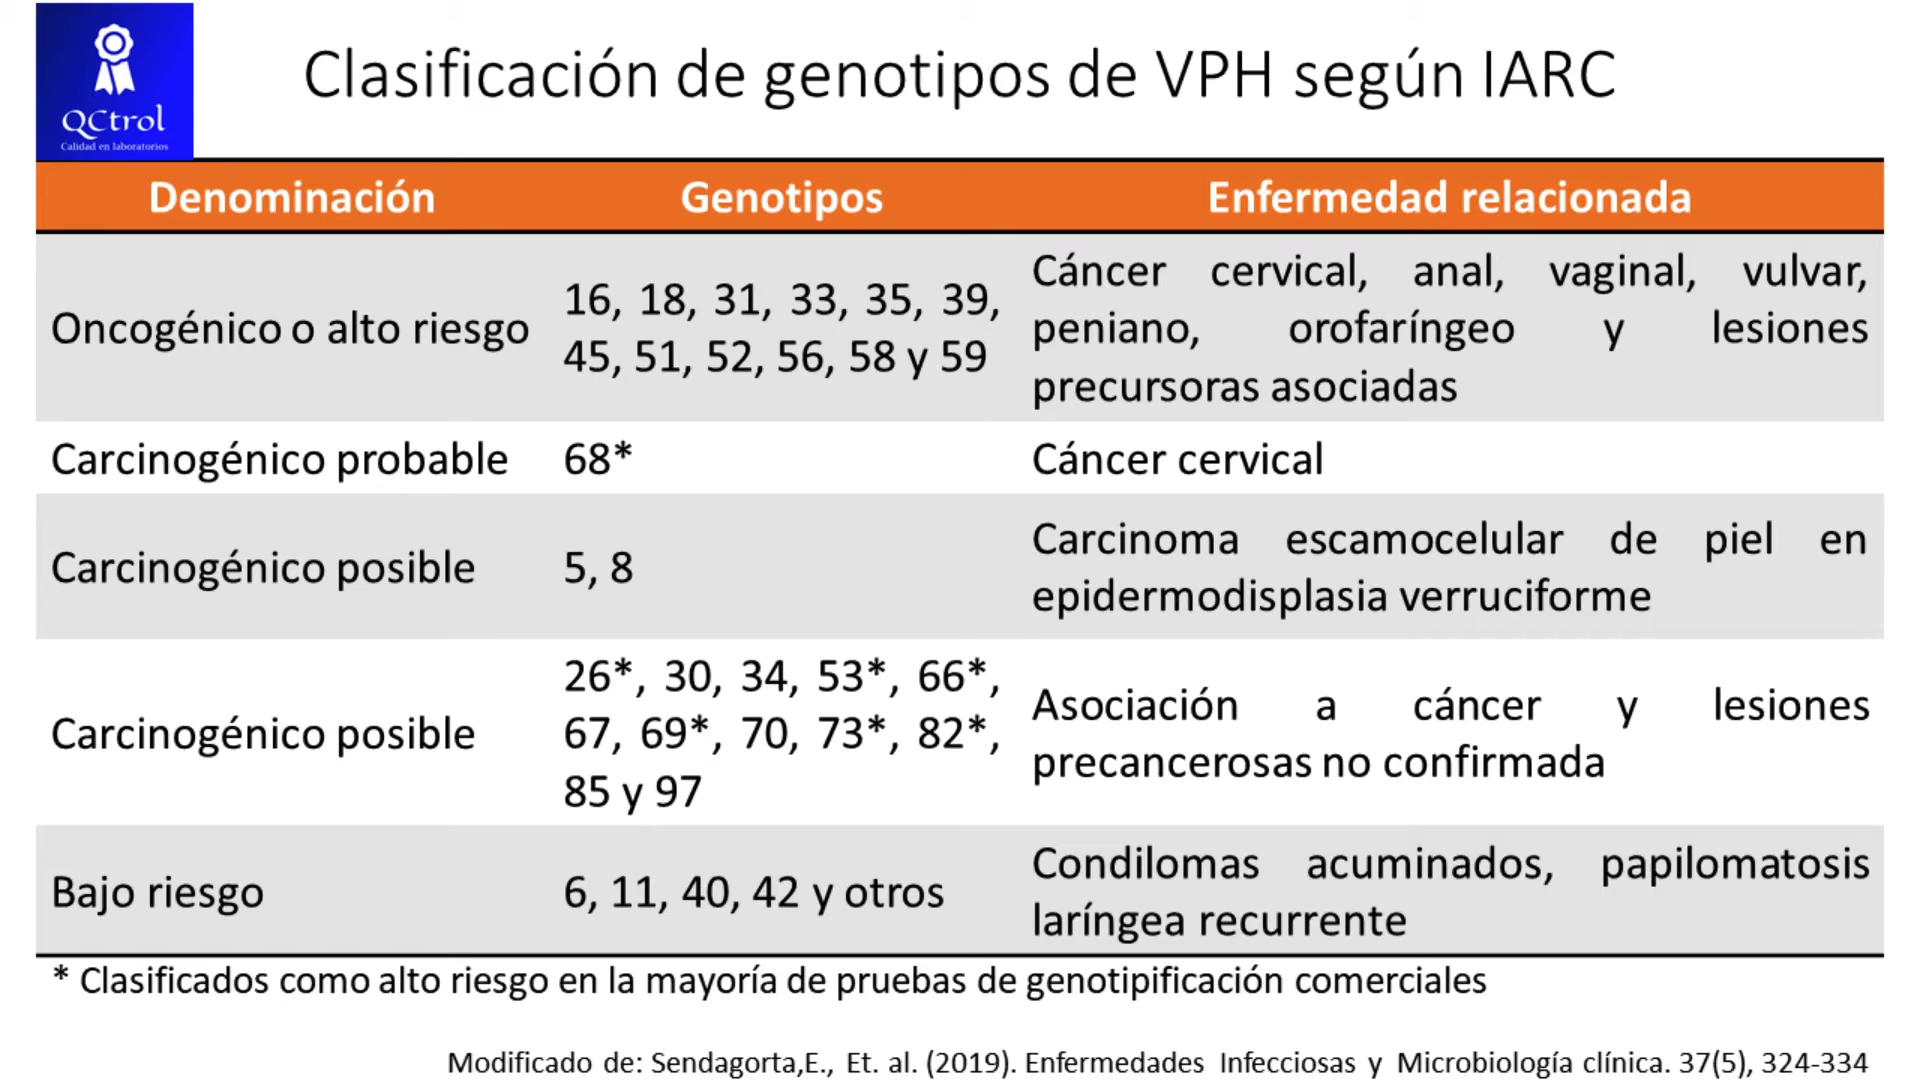 QCtrol
Calidad en laboratorios
Clasificación de genotipos de VPH según IARC
Denominación Genotipos Enfermedad relacionada
Oncogénico o alto riesgo
16, 18, 31, 33, 35, 39,
45, 51, 52, 56, 58 y 59
Cáncer cervical, anal, vaginal, vulvar,
peniano, orofaríngeo y lesiones
precursoras asociadas
Carcinogénico probable 68* Cáncer cervical
Carcinogénico posible 5, 8
Carcinoma escamocelular de piel en
epidermodisplasia verruciforme
Carcinogénico posible
26*, 30, 34, 53*, 66*,
67, 69*, 70, 73*, 82*,
85 y 97
Asociación a cáncer y lesiones
precancerosas no confirmada
Bajo riesgo 6, 11, 40, 42 y otros
Condilomas acuminados, papilomatosis
laríngea recurrente
* Clasificados como alto riesgo en la mayoría de pruebas de genotipificación comerciales
Modificado de: Sendagorta,E., Et. al. (2019). Enfermedades Infecciosas y Microbiología clínica. 37(5), 324-334